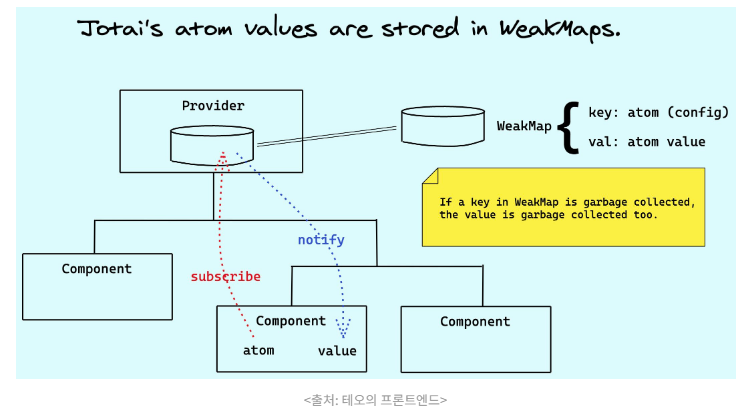 Jotai's atom values are stored in WeakMaps.
Provider
WeakMap
key: atom (config)
val: atom value
If a key in WeakMap is garbage collected,
the value is garbage collected too.
notify
subscribe
Component
Component
Component
atom
value
<출처: 테오의 프론트엔드>